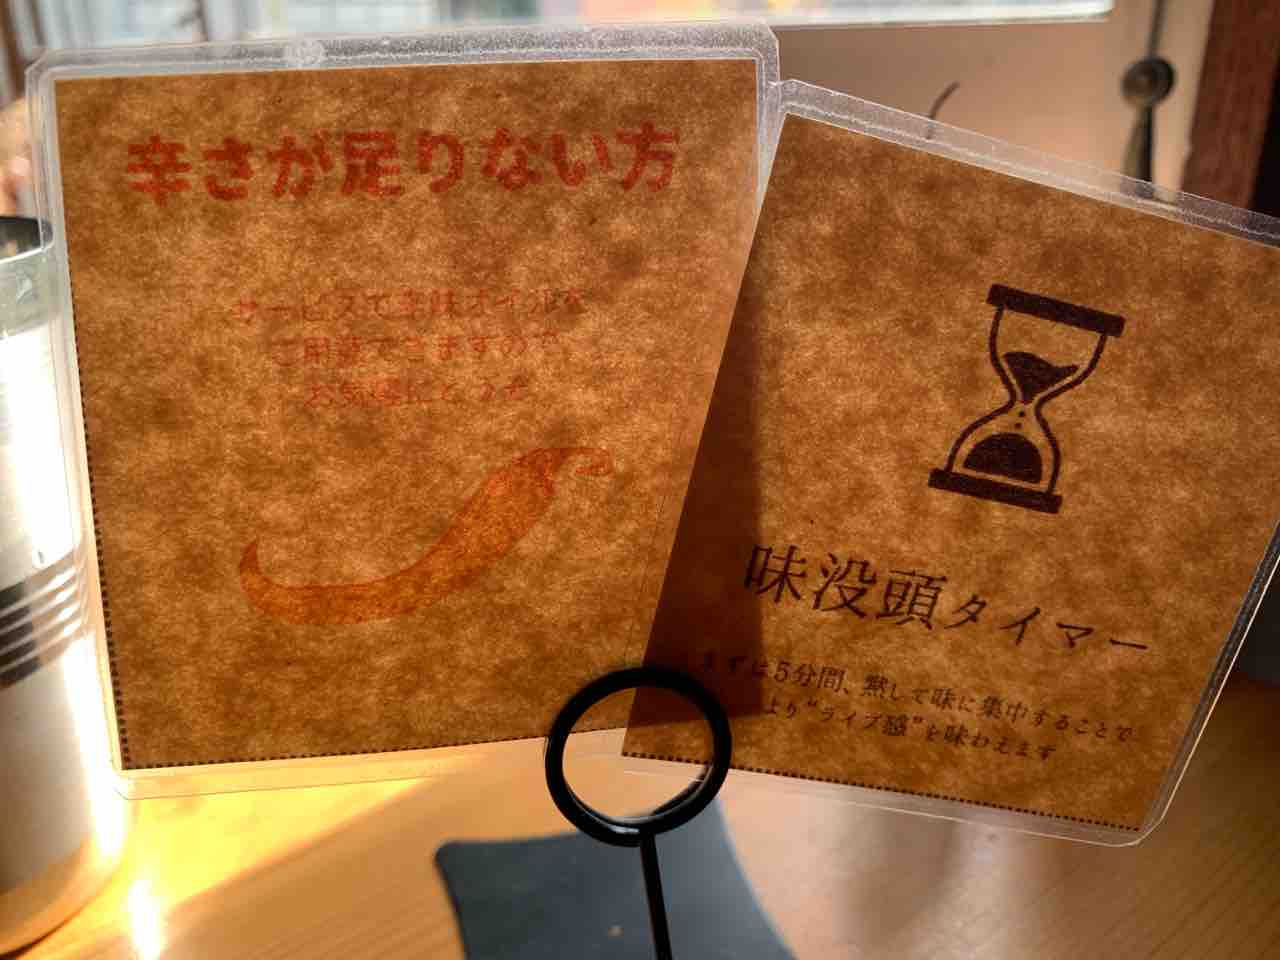 辛さが足りない方
サービスで辛味オイルを
ご用意できますので
お気軽にどうぞ
味没頭タイマー
まずは5分間、黙して味に集中することで
より“ライブ感”を味わえます